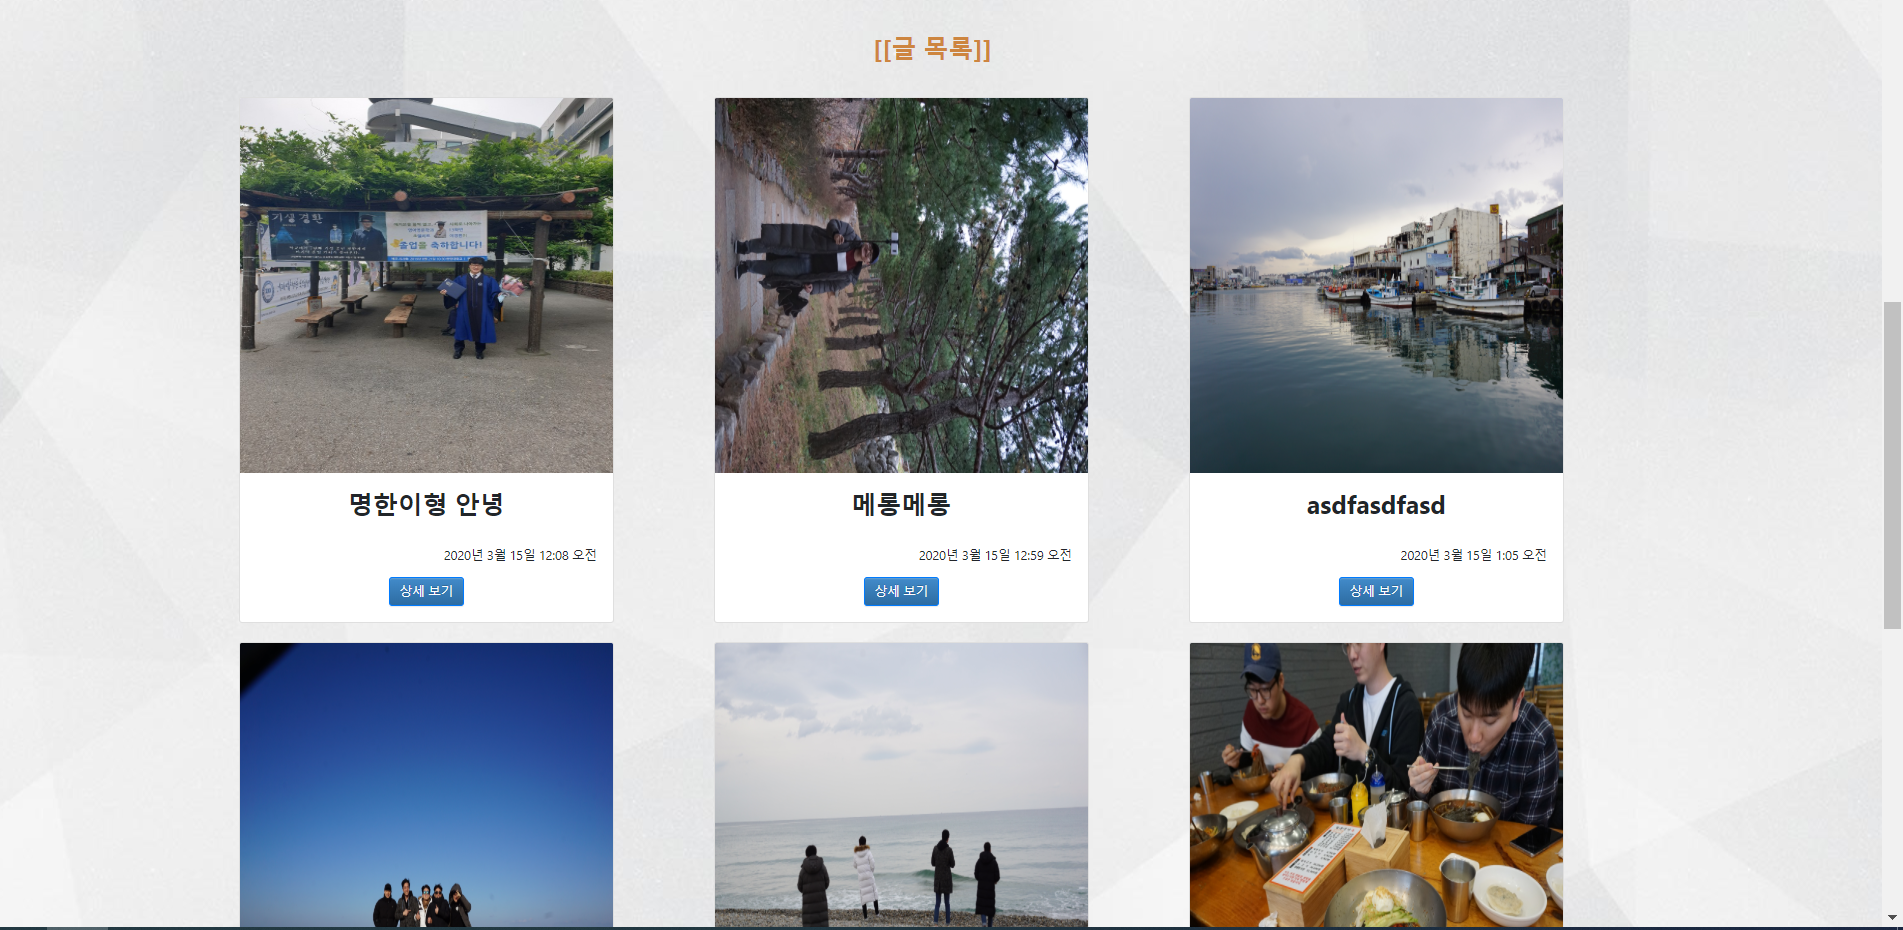 [[글 목록]]
기생경환
졸업을 축하합니다!
명한이형 안녕
2020년 3월 15일 12:08 오전
상세 보기
메롱메롱
2020년 3월 15일 12:59 오전
상세 보기
asdfasdfasd
2020년 3월 15일 1:05 오전
상세 보기